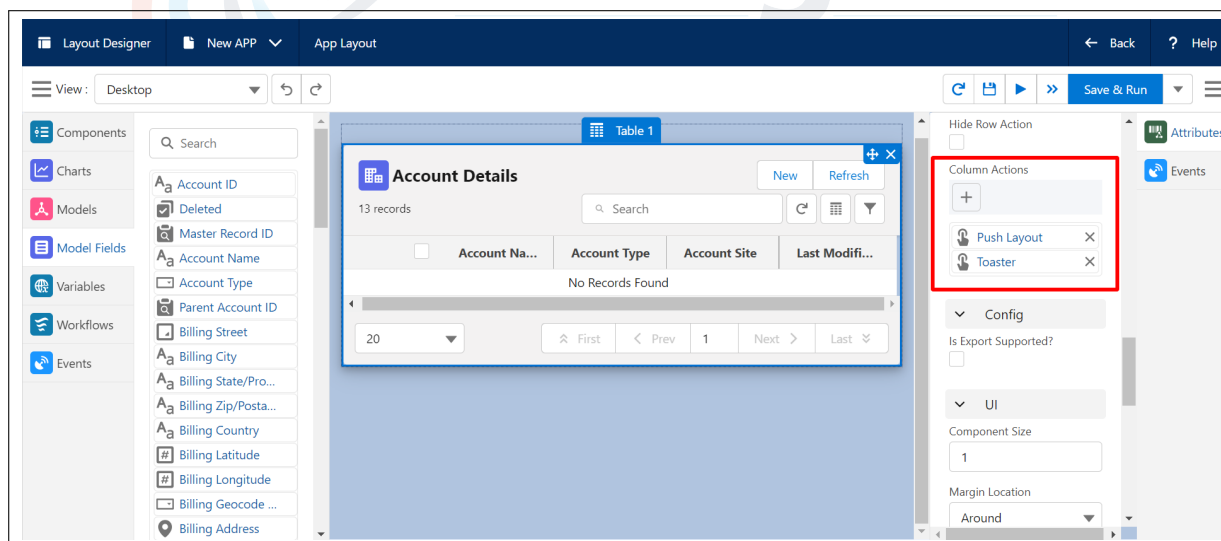 Layout Designer
New APP
App Layout
Back
? Help
View :
Desktop
Save & Run
Components
Charts
Models
Model Fields
Variables
Workflows
Events
Search
Account ID
Deleted
Master Record ID
Account Name
Account Type
Parent Account ID
Billing Street
Billing City
Billing State/Pro...
Billing Zip/Posta...
Billing Country
Billing Latitude
Billing Longitude
Billing Geocode ...
Billing Address
Table 1
Account Details
New
Refresh
13 records
Search
Account Na...
Account Type
Account Site
Last Modifi...
No Records Found
20
First
Prev
1
Next
Last
Hide Row Action
Column Actions
Push Layout
Toaster
Config
Is Export Supported?
UI
Component Size
1
Margin Location
Around
Attributes
Events